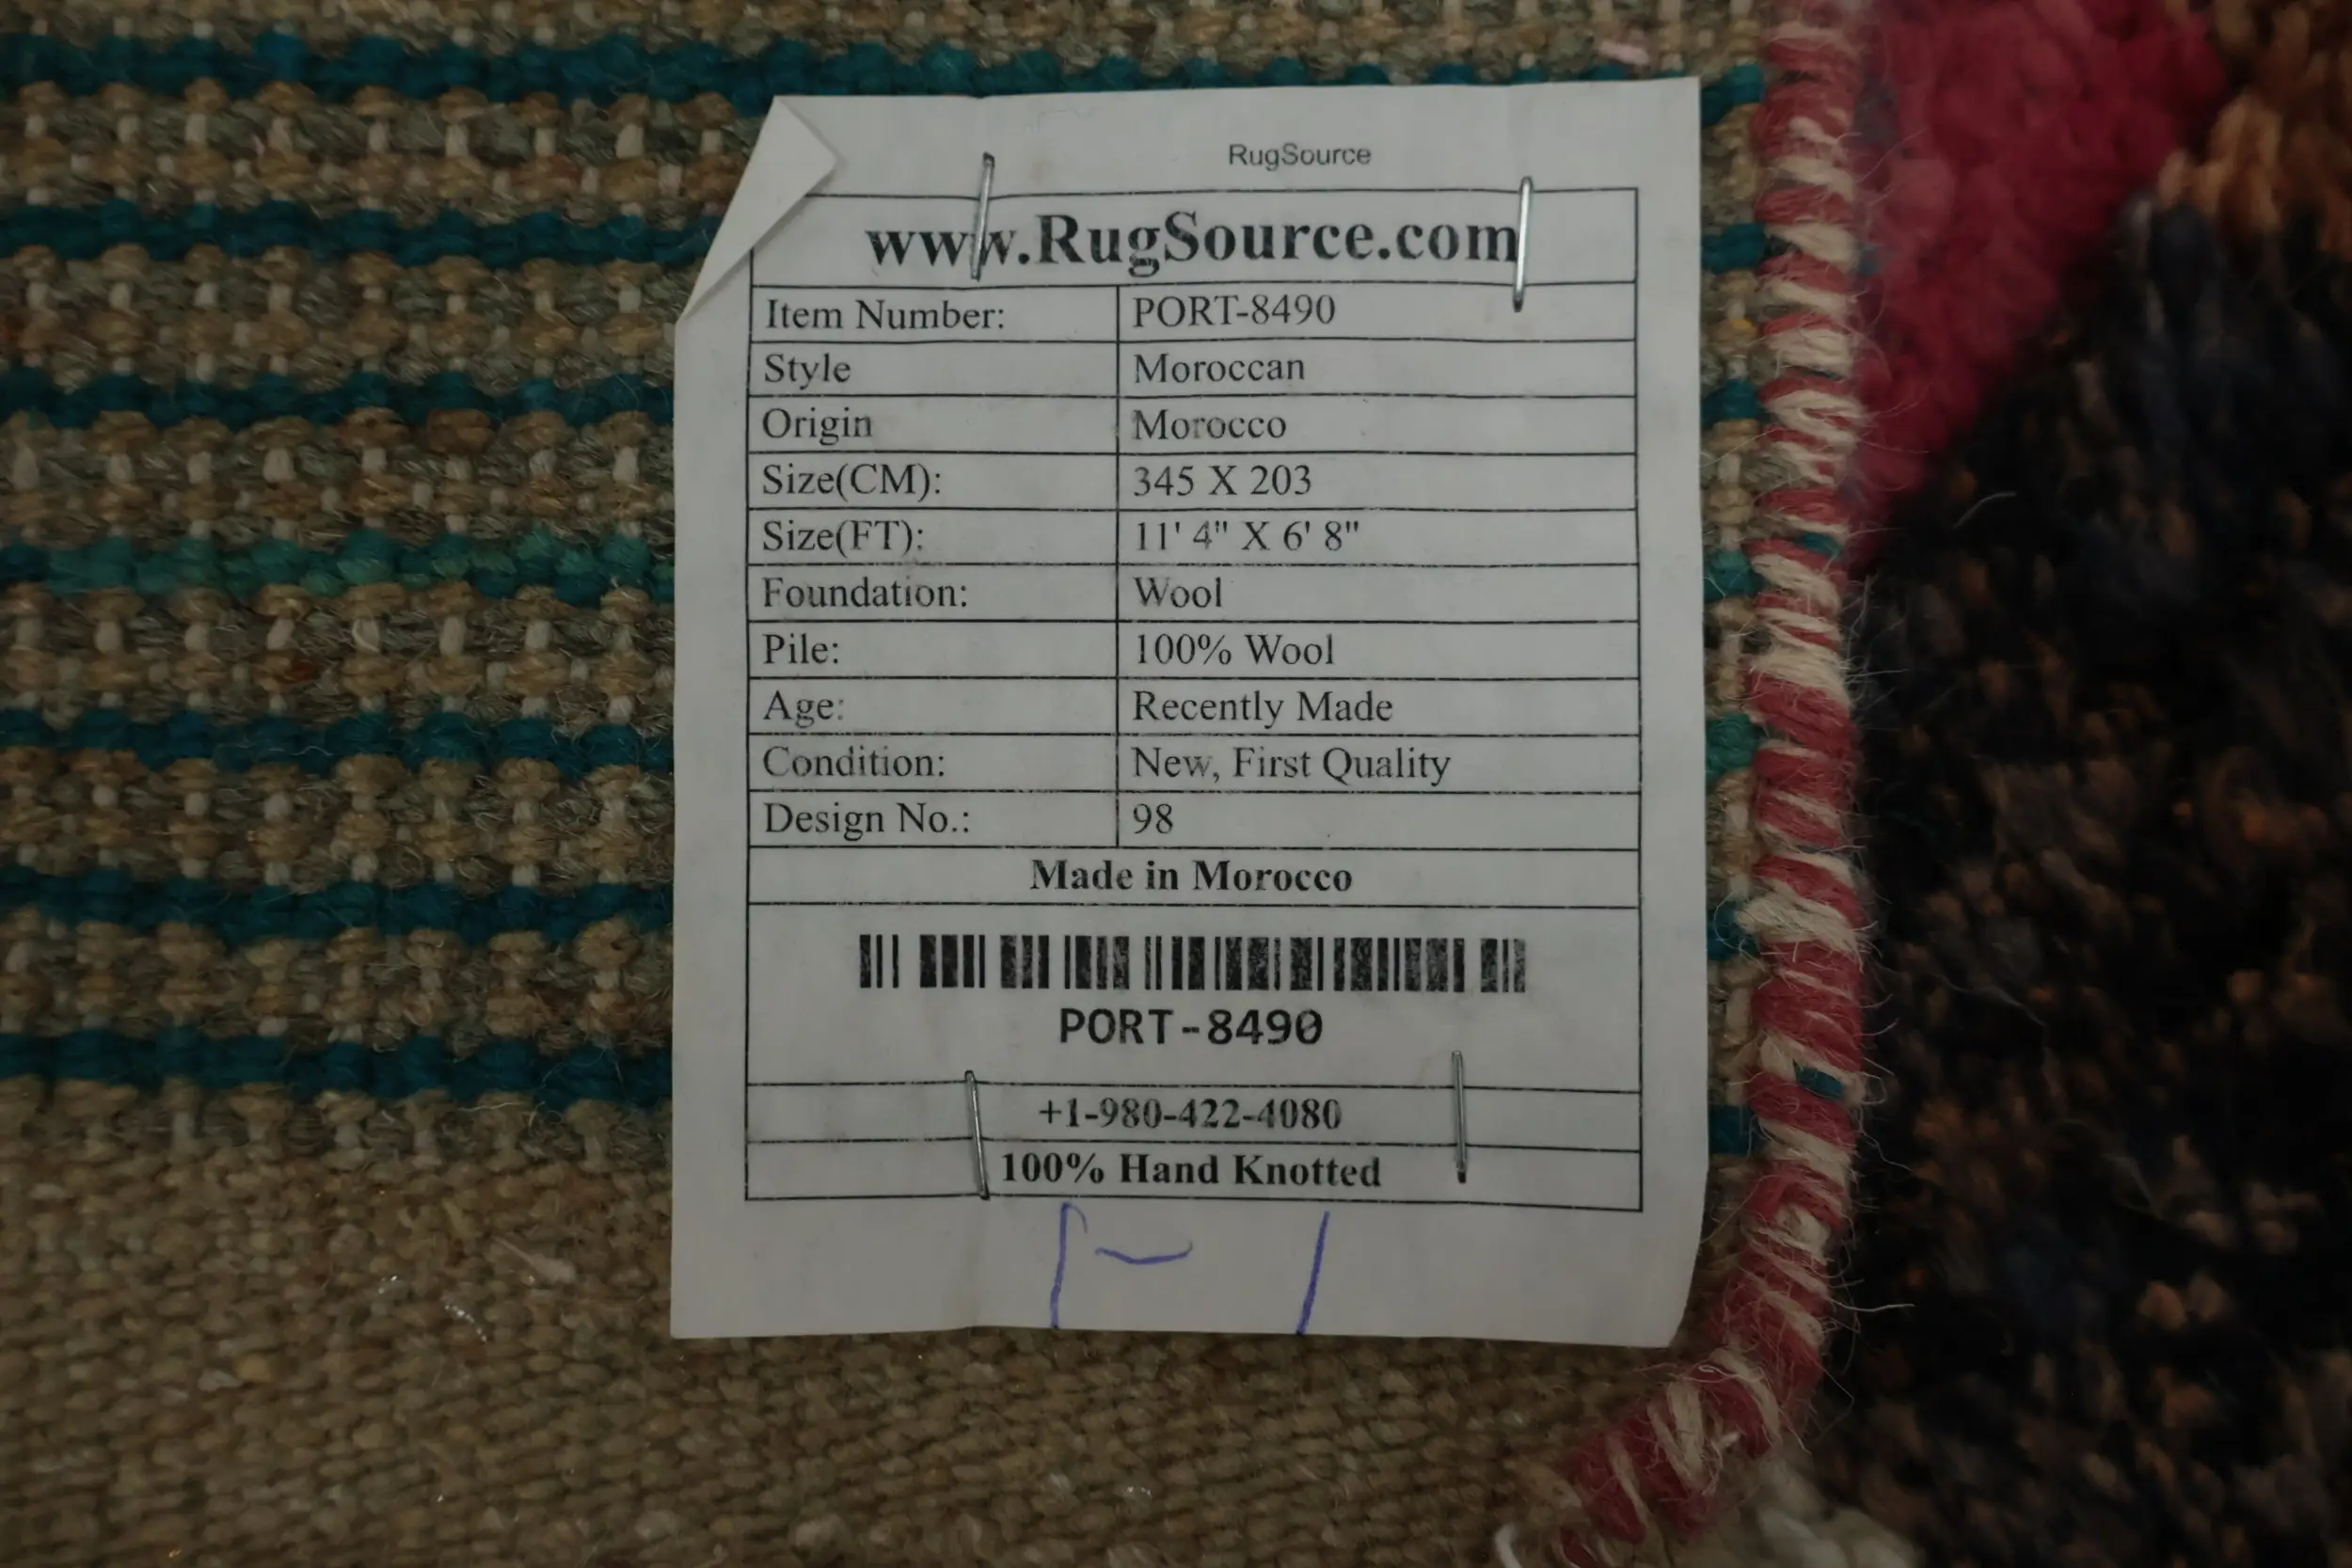 RugSource
www.RugSource.com
Item Number: PORT-8490
Style Moroccan
Origin Morocco
Size(CM): 345 X 203
Size(FT): 11' 4" X 6' 8"
Foundation: Wool
Pile: 100% Wool
Age: Recently Made
Condition: New, First Quality
Design No.: 98
Made in Morocco
PORT-8490
+1-980-422-4080
100% Hand Knotted